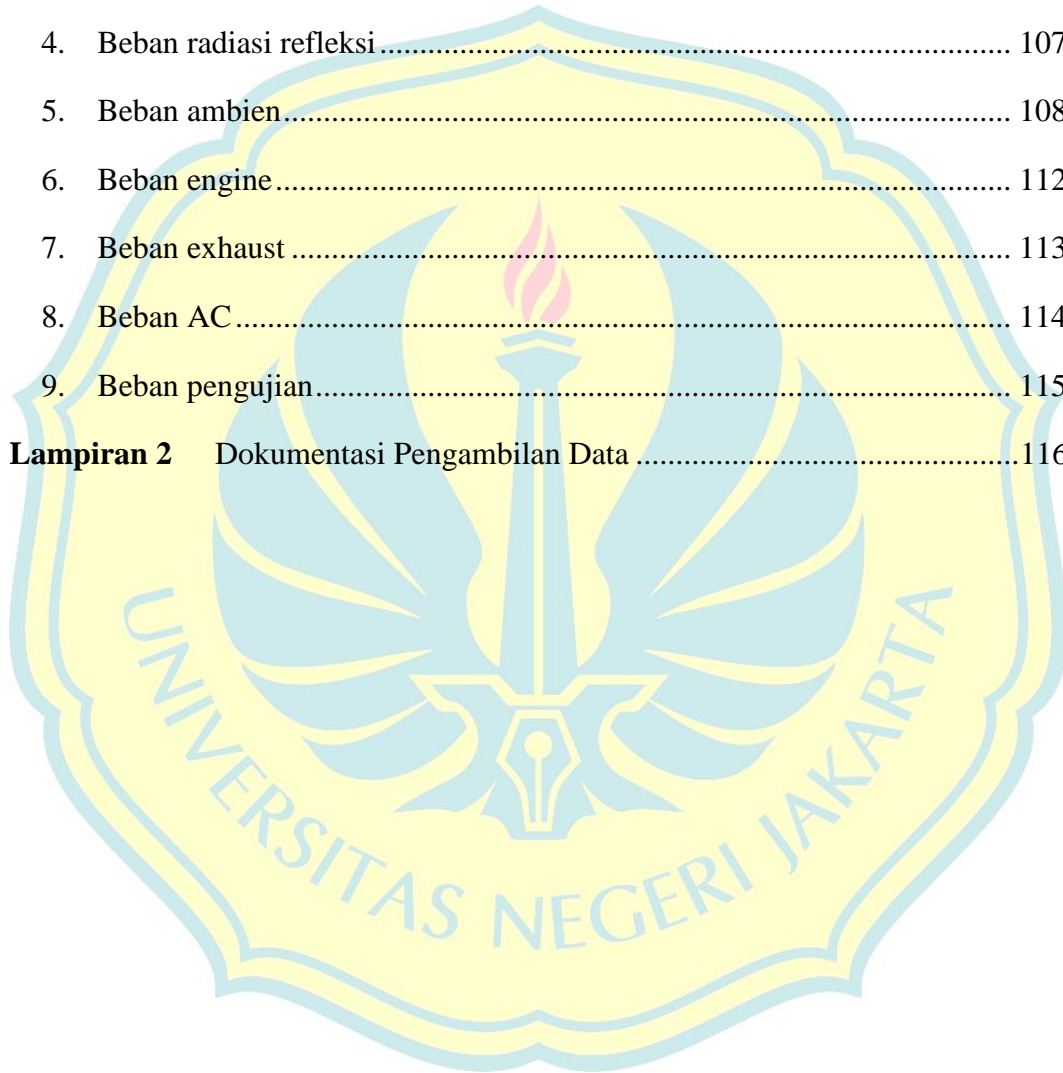 4. Beban radiasi refleksi ........................................................................... 107
5. Beban ambien ....................................................................................... 108
6. Beban engine ........................................................................................ 112
7. Beban exhaust ...................................................................................... 113
8. Beban AC ............................................................................................. 114
9. Beban pengujian ................................................................................... 115
Lampiran 2 Dokumentasi Pengambilan Data ..............................................116
UNIVERSITAS NEGERI JAKARTA